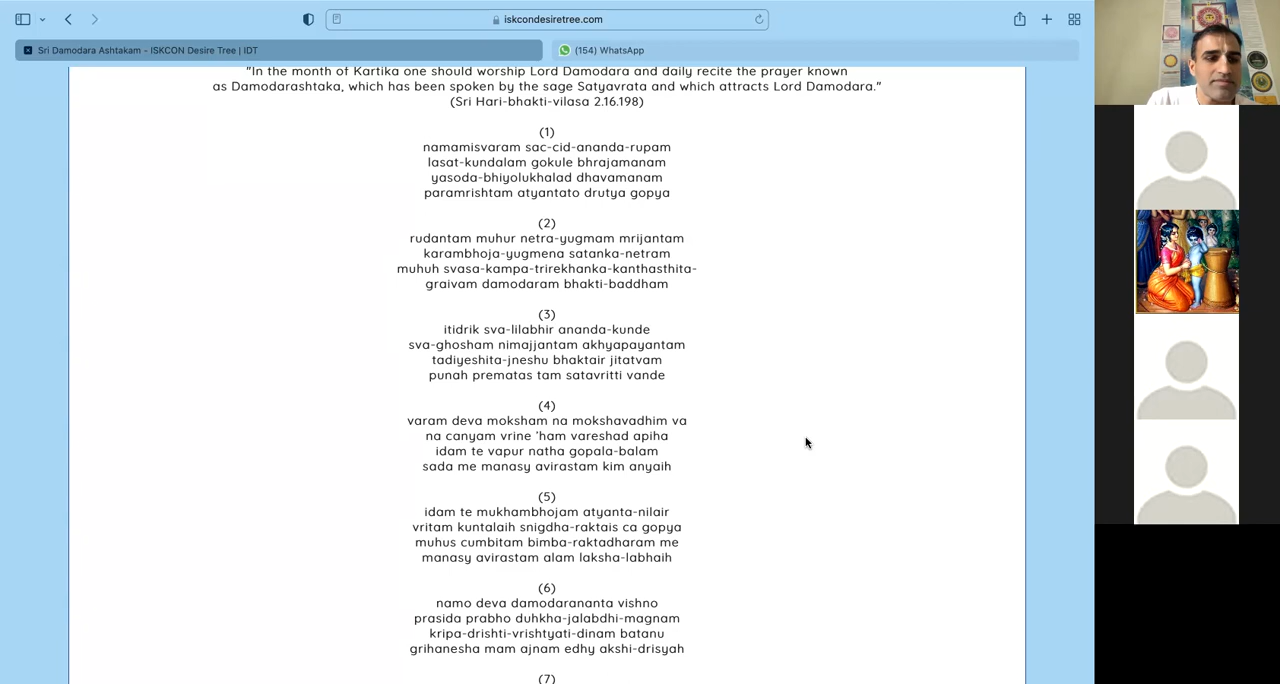 iskcondesiretree.com
Sri Damodara Ashtakam - ISKCON Desire Tree | IDT
(154) WhatsApp
"In the month of Kartika one should worship Lord Damodara and daily recite the prayer known
as Damodarashtaka, which has been spoken by the sage Satyavrata and which attracts Lord Damodara."
(Sri Hari-bhakti-vilasa 2.16.198)
(1)
namamisvaram sac-cid-ananda-rupam
lasat-kundalam gokule bhrajamanam
yasoda-bhiyolukhalad dhavamanam
paramrishtam atyantato drutya gopya
(2)
rudantam muhur netra-yugmam mrijantam
karambhoja-yugmena satanka-netram
muhuh svasa-kampa-trirekhanka-kanthasthita-
graivam damodaram bhakti-baddham
(3)
itidrik sva-lilabhir ananda-kunde
sva-ghosham nimajjantam akhyapayantam
tadiyeshita-jneshu bhaktair jitatvam
punah prematas tam satavritti vande
(4)
varam deva moksham na mokshavadhim va
na canyam vrine 'ham vareshad apiha
idam te vapur natha gopala-balam
sada me manasy avirastam kim anyaih
(5)
idam te mukhambhojam atyanta-nilair
vritam kuntalaih snigdha-raktais ca gopya
muhus cumbitam bimba-raktadharam me
manasy avirastam alam laksha-labhaih
(6)
namo deva damodarananta vishno
prasida prabho duhkha-jalabdhi-magnam
kripa-drishti-vrishtyati-dinam batanu
grihanesha mam ajnam edhy akshi-drisyah
(7)